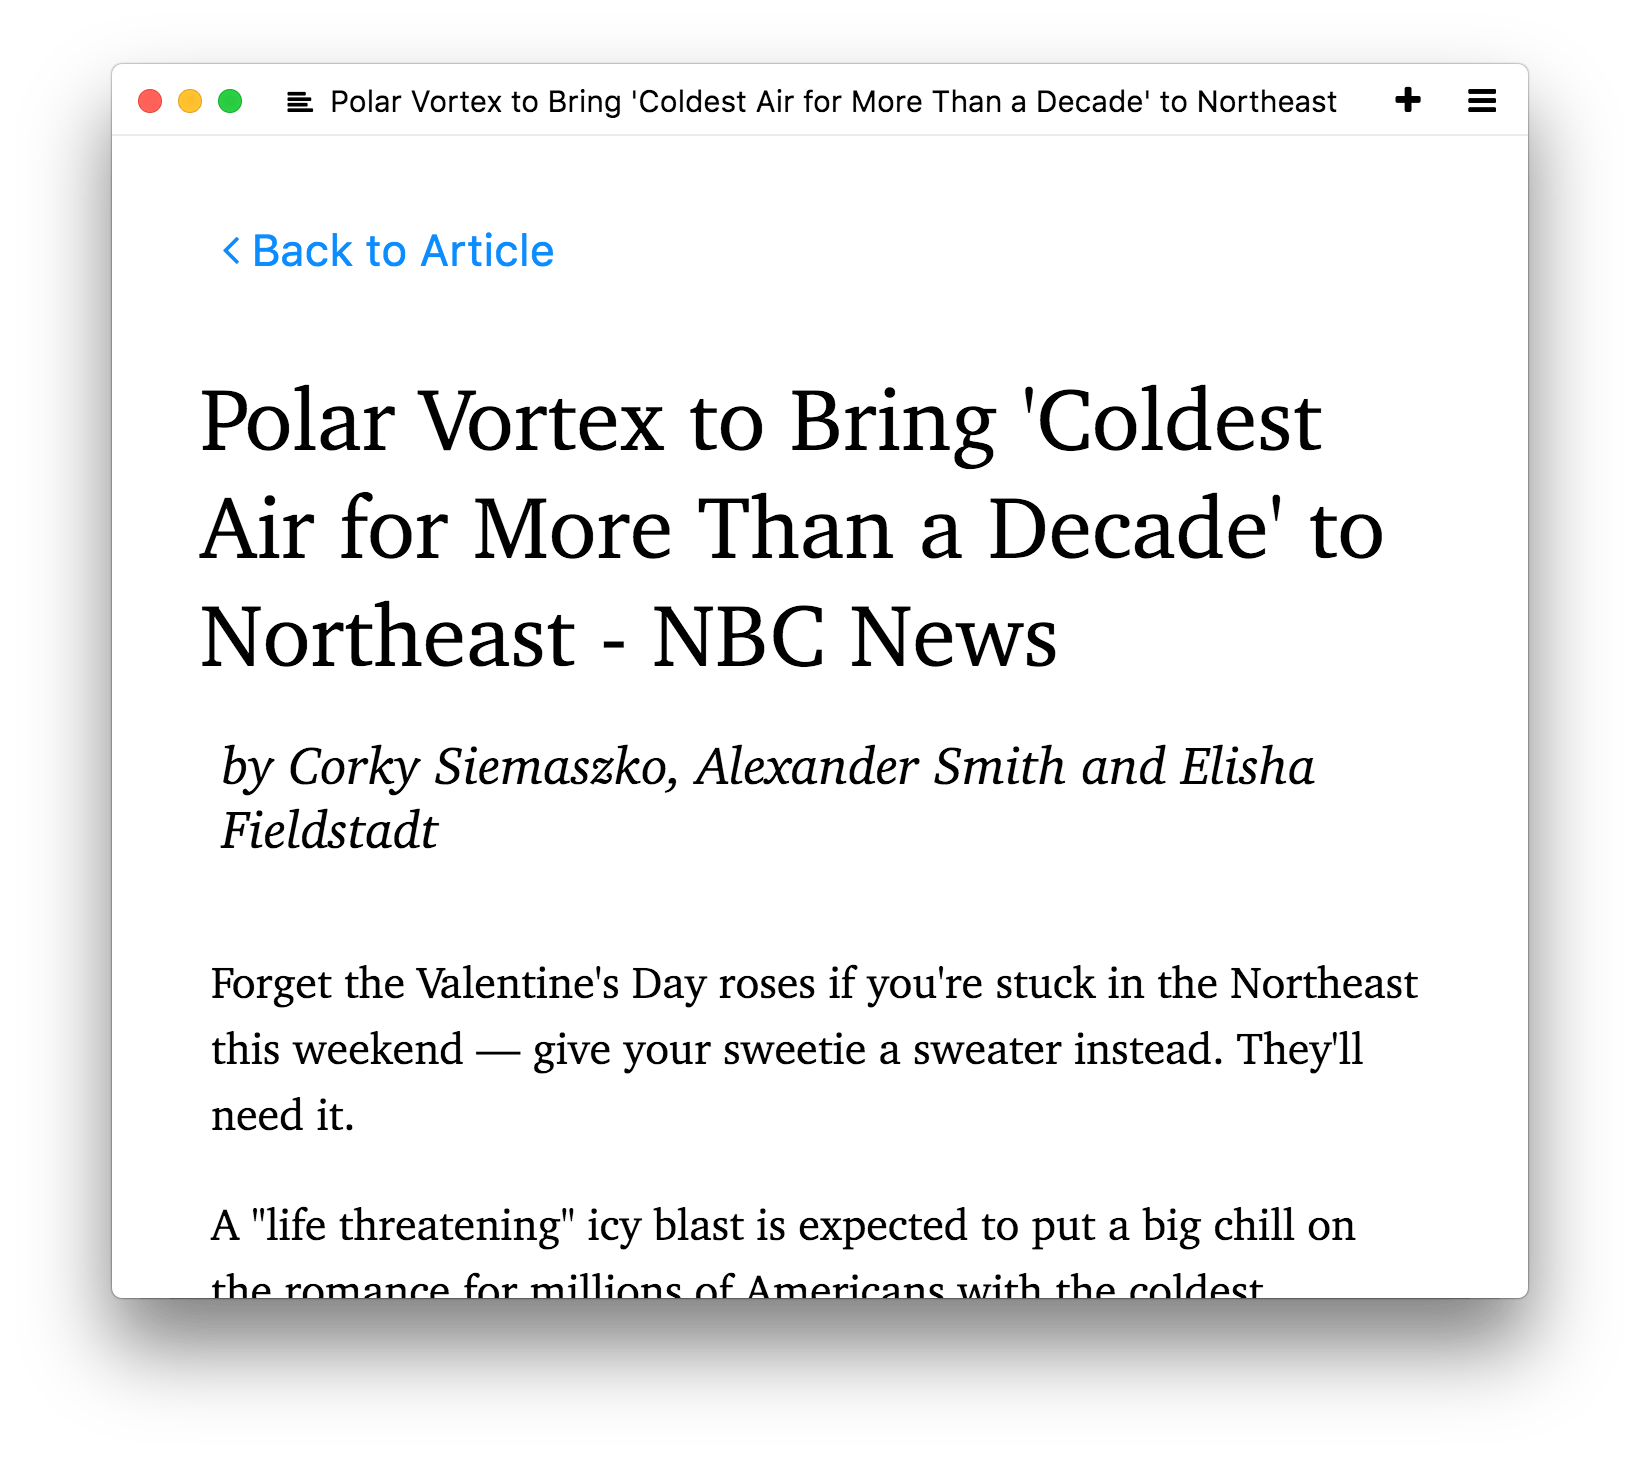 Polar Vortex to Bring 'Coldest Air for More Than a Decade' to Northeast
Back to Article
Polar Vortex to Bring 'Coldest
Air for More Than a Decade' to
Northeast - NBC News
by Corky Siemaszko, Alexander Smith and Elisha
Fieldstadt
Forget the Valentine's Day roses if you're stuck in the Northeast
this weekend — give your sweetie a sweater instead. They'll
need it.
A "life threatening" icy blast is expected to put a big chill on
the romance for millions of Americans with the coldest